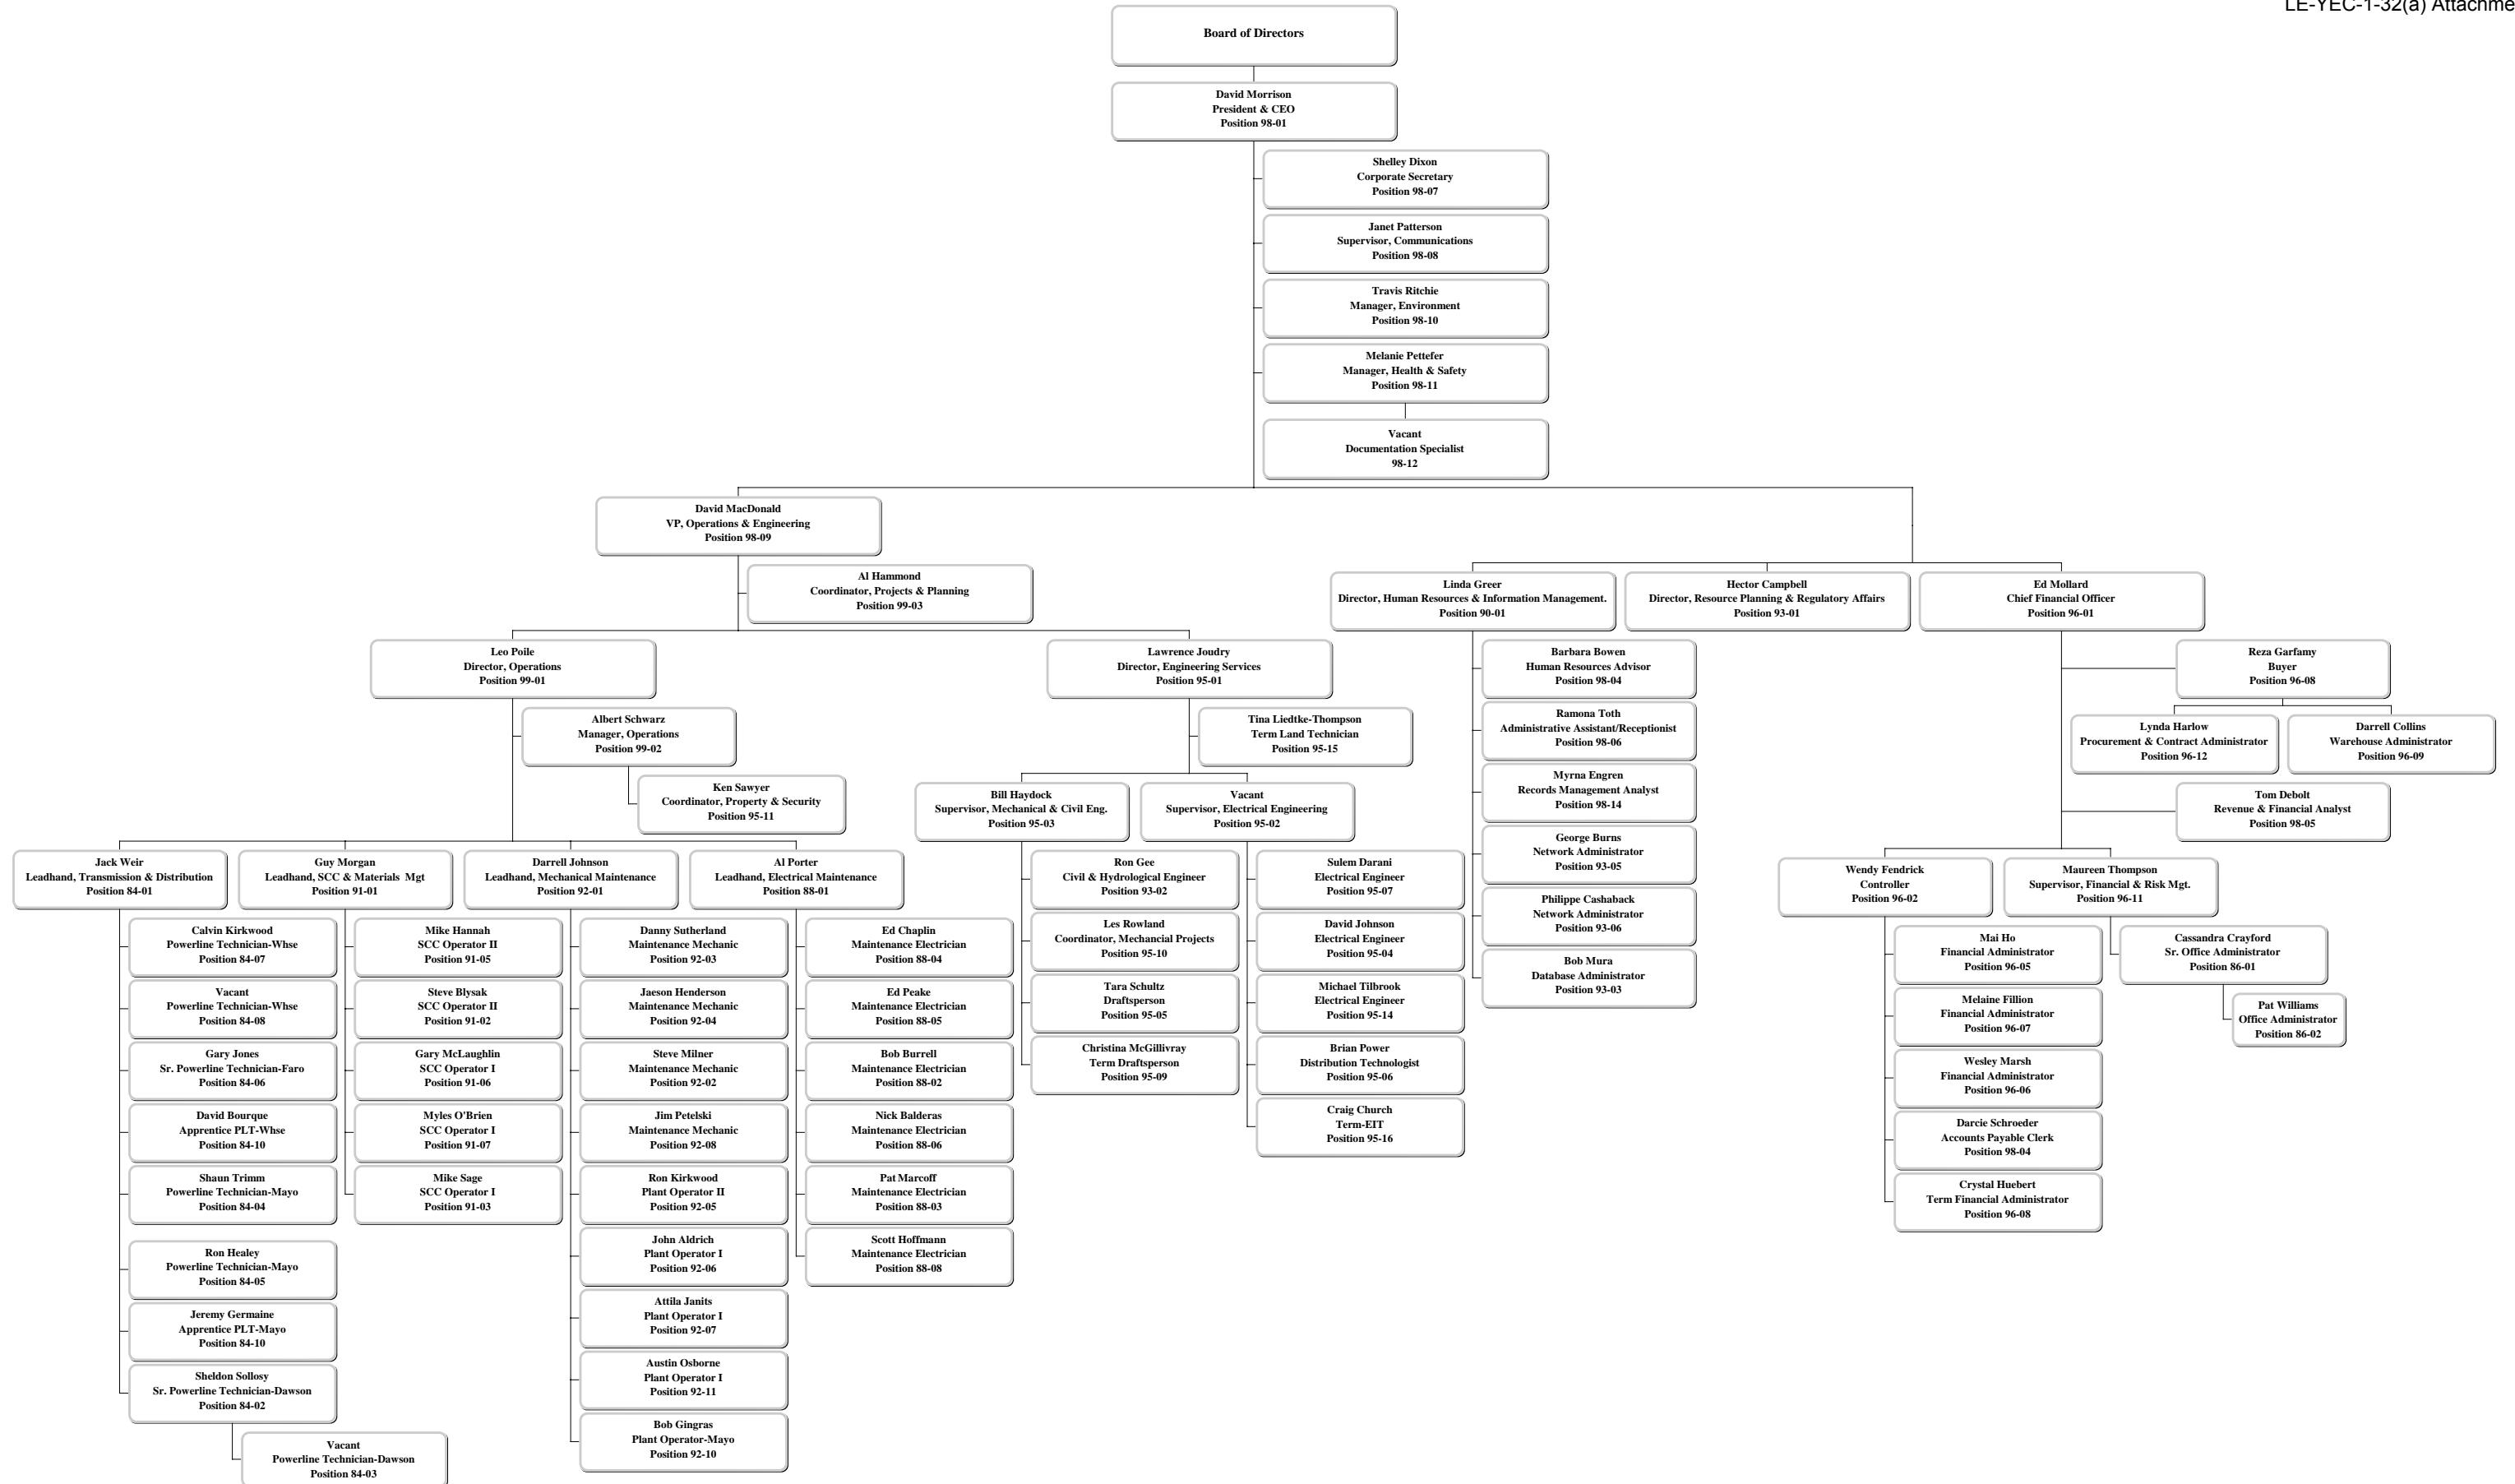 LE-YEC-1-32(a) Attachme
Board of Directors
David Morrison
President & CEO
Position 98-01
Shelley Dixon
Corporate Secretary
Position 98-07
Janet Patterson
Supervisor, Communications
Position 98-08
Travis Ritchie
Manager, Environment
Position 98-10
Melanie Pettefer
Manager, Health & Safety
Position 98-11
Vacant
Documentation Specialist
98-12
David MacDonald
VP, Operations & Engineering
Position 98-09
Al Hammond
Coordinator, Projects & Planning
Position 99-03
Leo Poile
Director, Operations
Position 99-01
Albert Schwarz
Manager, Operations
Position 99-02
Ken Sawyer
Coordinator, Property & Security
Position 95-11
Jack Weir
Leadhand, Transmission & Distribution
Position 84-01
Calvin Kirkwood
Powerline Technician-Whse
Position 84-07
Vacant
Powerline Technician-Whse
Position 84-08
Gary Jones
Sr. Powerline Technician-Faro
Position 84-06
David Bourque
Apprentice PLT-Whse
Position 84-10
Shaun Trimm
Powerline Technician-Mayo
Position 84-04
Ron Healey
Powerline Technician-Mayo
Position 84-05
Jeremy Germaine
Apprentice PLT-Mayo
Position 84-10
Sheldon Sollosy
Sr. Powerline Technician-Dawson
Position 84-02
Vacant
Powerline Technician-Dawson
Position 84-03
Guy Morgan
Leadhand, SCC & Materials Mgt
Position 91-01
Mike Hannah
SCC Operator II
Position 91-05
Steve Blysak
SCC Operator II
Position 91-02
Gary McLaughlin
SCC Operator I
Position 91-06
Myles O'Brien
SCC Operator I
Position 91-07
Mike Sage
SCC Operator I
Position 91-03
Darrell Johnson
Leadhand, Mechanical Maintenance
Position 92-01
Danny Sutherland
Maintenance Mechanic
Position 92-03
Jaeson Henderson
Maintenance Mechanic
Position 92-04
Steve Milner
Maintenance Mechanic
Position 92-02
Jim Petelski
Maintenance Mechanic
Position 92-08
Ron Kirkwood
Plant Operator II
Position 92-05
John Aldrich
Plant Operator I
Position 92-06
Attila Janits
Plant Operator I
Position 92-07
Austin Osborne
Plant Operator I
Position 92-11
Bob Gingras
Plant Operator-Mayo
Position 92-10
Al Porter
Leadhand, Electrical Maintenance
Position 88-01
Ed Chaplin
Maintenance Electrician
Position 88-04
Ed Peake
Maintenance Electrician
Position 88-05
Bob Burrell
Maintenance Electrician
Position 88-02
Nick Balderas
Maintenance Electrician
Position 88-06
Pat Marcoff
Maintenance Electrician
Position 88-03
Scott Hoffmann
Maintenance Electrician
Position 88-08
Lawrence Joudry
Director, Engineering Services
Position 95-01
Tina Liedtke-Thompson
Term Land Technician
Position 95-15
Bill Haydock
Supervisor, Mechanical & Civil Eng.
Position 95-03
Ron Gee
Civil & Hydrological Engineer
Position 93-02
Les Rowland
Coordinator, Mechancial Projects
Position 95-10
Tara Schultz
Draftsperson
Position 95-05
Christina McGillivray
Term Draftsperson
Position 95-09
Vacant
Supervisor, Electrical Engineering
Position 95-02
Sulem Darani
Electrical Engineer
Position 95-07
David Johnson
Electrical Engineer
Position 95-04
Michael Tilbrook
Electrical Engineer
Position 95-14
Brian Power
Distribution Technologist
Position 95-06
Craig Church
Term-EIT
Position 95-16
Linda Greer
Director, Human Resources & Information Management.
Position 90-01
Barbara Bowen
Human Resources Advisor
Position 98-04
Ramona Toth
Administrative Assistant/Receptionist
Position 98-06
Myrna Engren
Records Management Analyst
Position 98-14
George Burns
Network Administrator
Position 93-05
Philippe Cashaback
Network Administrator
Position 93-06
Bob Mura
Database Administrator
Position 93-03
Hector Campbell
Director, Resource Planning & Regulatory Affairs
Position 93-01
Ed Mollard
Chief Financial Officer
Position 96-01
Reza Garfamy
Buyer
Position 96-08
Lynda Harlow
Procurement & Contract Administrator
Position 96-12
Darrell Collins
Warehouse Administrator
Position 96-09
Tom Debolt
Revenue & Financial Analyst
Position 98-05
Wendy Fendrick
Controller
Position 96-02
Mai Ho
Financial Administrator
Position 96-05
Melaine Fillion
Financial Administrator
Position 96-07
Wesley Marsh
Financial Administrator
Position 96-06
Darcie Schroeder
Accounts Payable Clerk
Position 98-04
Crystal Huebert
Term Financial Administrator
Position 96-08
Maureen Thompson
Supervisor, Financial & Risk Mgt.
Position 96-11
Cassandra Crayford
Sr. Office Administrator
Position 86-01
Pat Williams
Office Administrator
Position 86-02